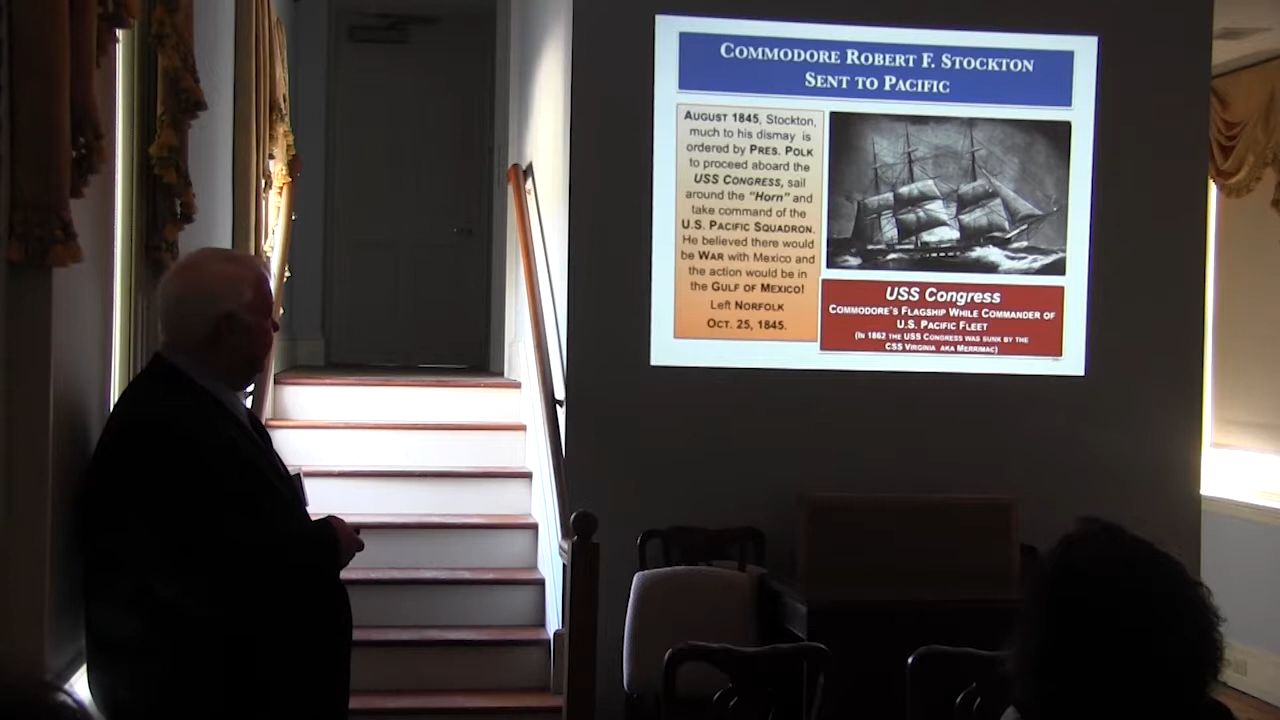 COMMODORE ROBERT F. STOCKTON
SENT TO PACIFIC
AUGUST 1845, Stockton,
much to his dismay is
ordered by PRES. POLK
to proceed aboard the
USS CONGRESS, sail
around the "Horn" and
take command of the
U.S. PACIFIC SQUADRON.
He believed there would
be WAR with Mexico and
the action would be in
the GULF OF MEXICO!
Left NORFOLK
OCT. 25, 1845.
USS Congress
COMMODORE'S FLAGSHIP WHILE COMMANDER OF
U.S. PACIFIC FLEET
(IN 1862 THE USS CONGRESS WAS SUNK BY THE
CSS VIRGINIA AKA MERRIMAC)